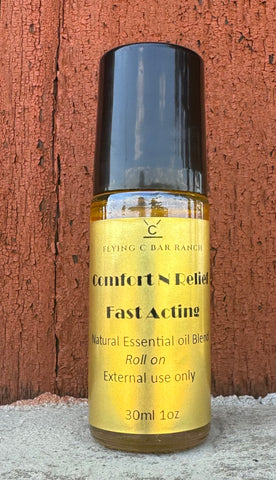 C
FLYING C BAR RANCH
Comfort N Relief
Fast Acting
Natural Essential oil Blend
Roll on
External use only
30ml 1oz